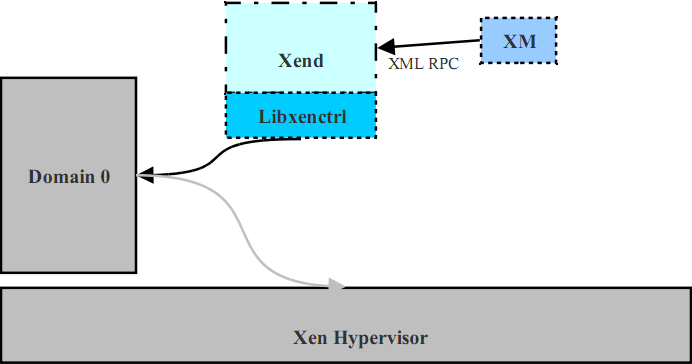 Xend
XM
XML RPC
Libxenctrl
Domain 0
Xen Hypervisor